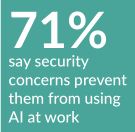 71%
say security
concerns prevent
them from using
AI at work